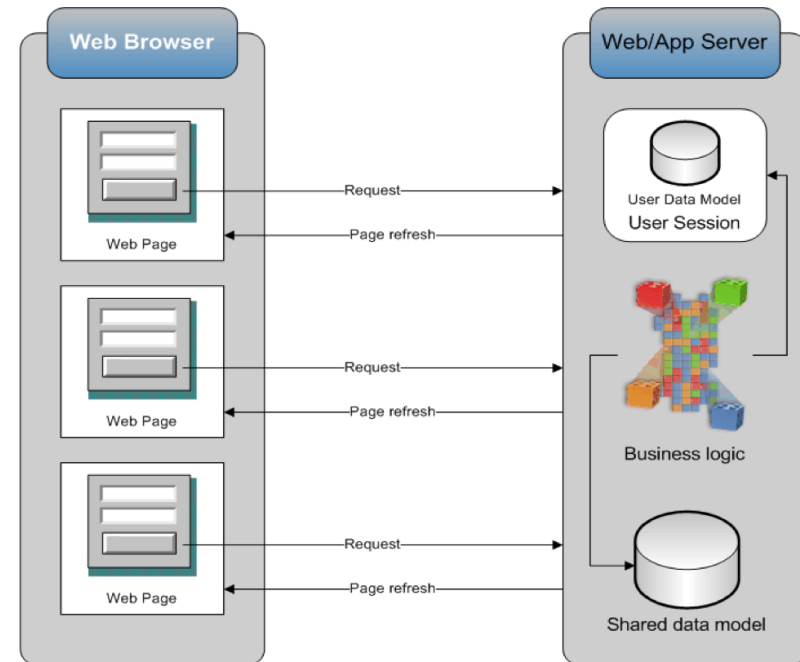 Web Browser
Web/App Server
Request
User Data Model
User Session
Page refresh
Web Page
Request
Page refresh
Web Page
Business logic
Request
Page refresh
Web Page
Shared data model